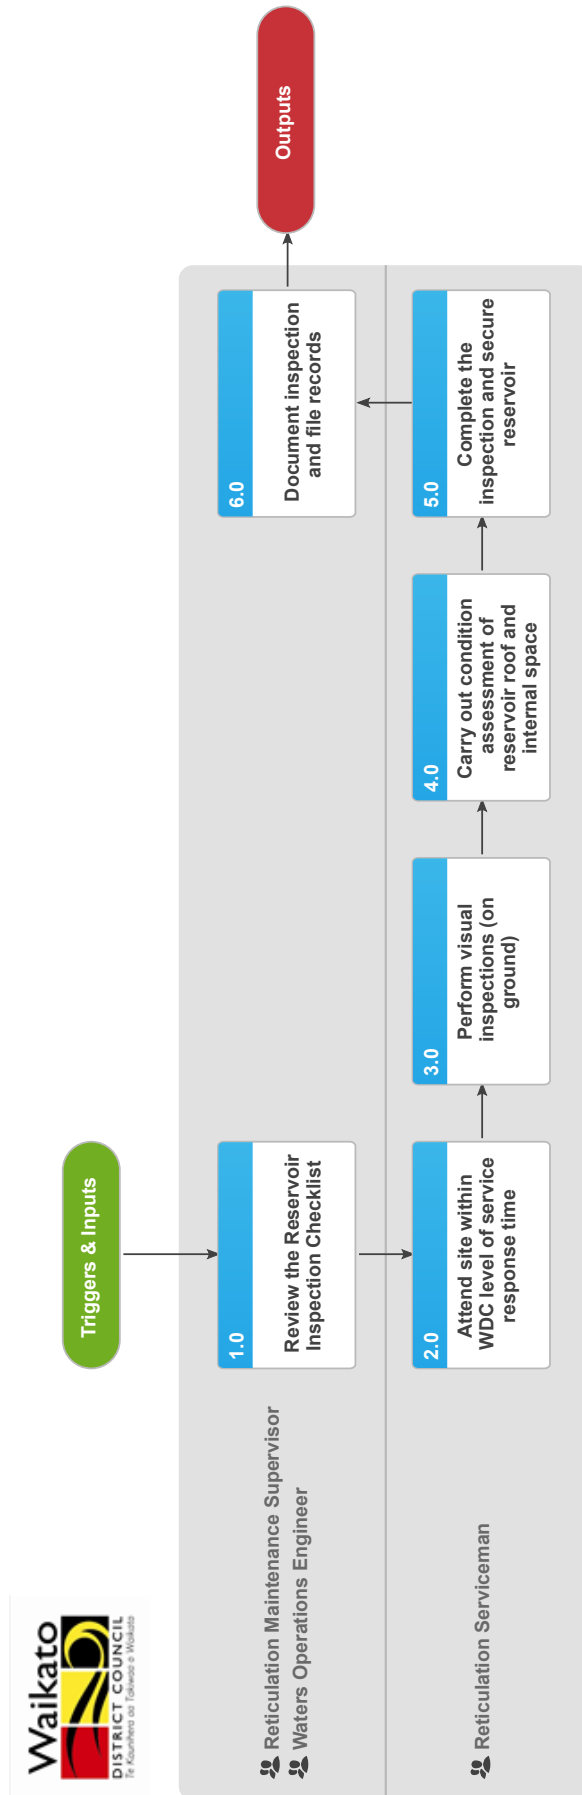 Waikato
DISTRICT COUNCIL
Te Kaunihera aa Takiwaa o Waikato
Triggers & Inputs
Reticulation Maintenance Supervisor
Waters Operations Engineer
1.0
Review the Reservoir
Inspection Checklist
6.0
Document inspection
and file records
Outputs
Reticulation Serviceman
2.0
Attend site within
WDC level of service
response time
3.0
Perform visual
inspections (on
ground)
4.0
Carry out condition
assessment of
reservoir roof and
internal space
5.0
Complete the
inspection and secure
reservoir